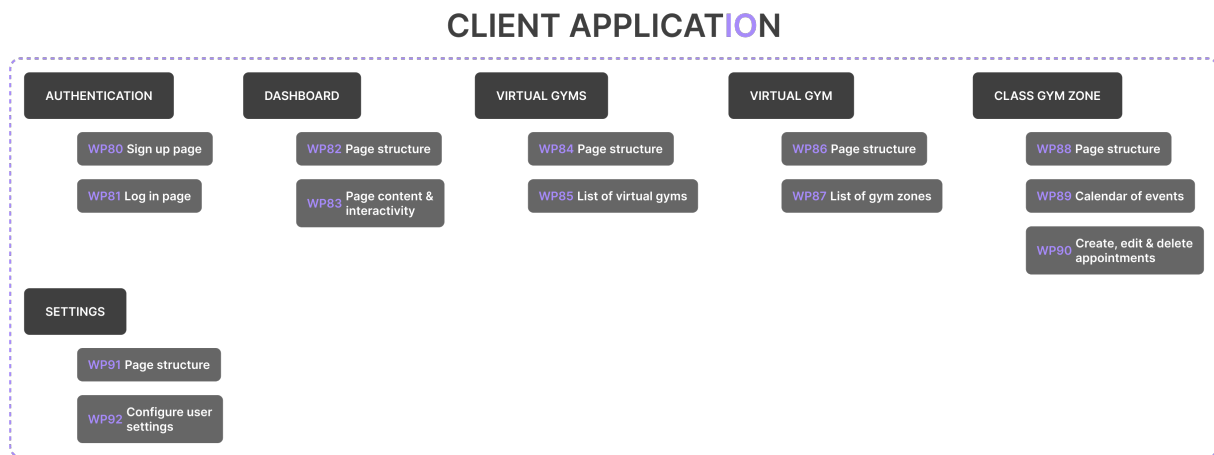 CLIENT APPLICATION
AUTHENTICATION
WP80 Sign up page
WP81 Log in page
DASHBOARD
WP82 Page structure
WP83 Page content &
interactivity
VIRTUAL GYMS
WP84 Page structure
WP85 List of virtual gyms
VIRTUAL GYM
WP86 Page structure
WP87 List of gym zones
CLASS GYM ZONE
WP88 Page structure
WP89 Calendar of events
WP90 Create, edit & delete
appointments
SETTINGS
WP91 Page structure
WP92 Configure user
settings